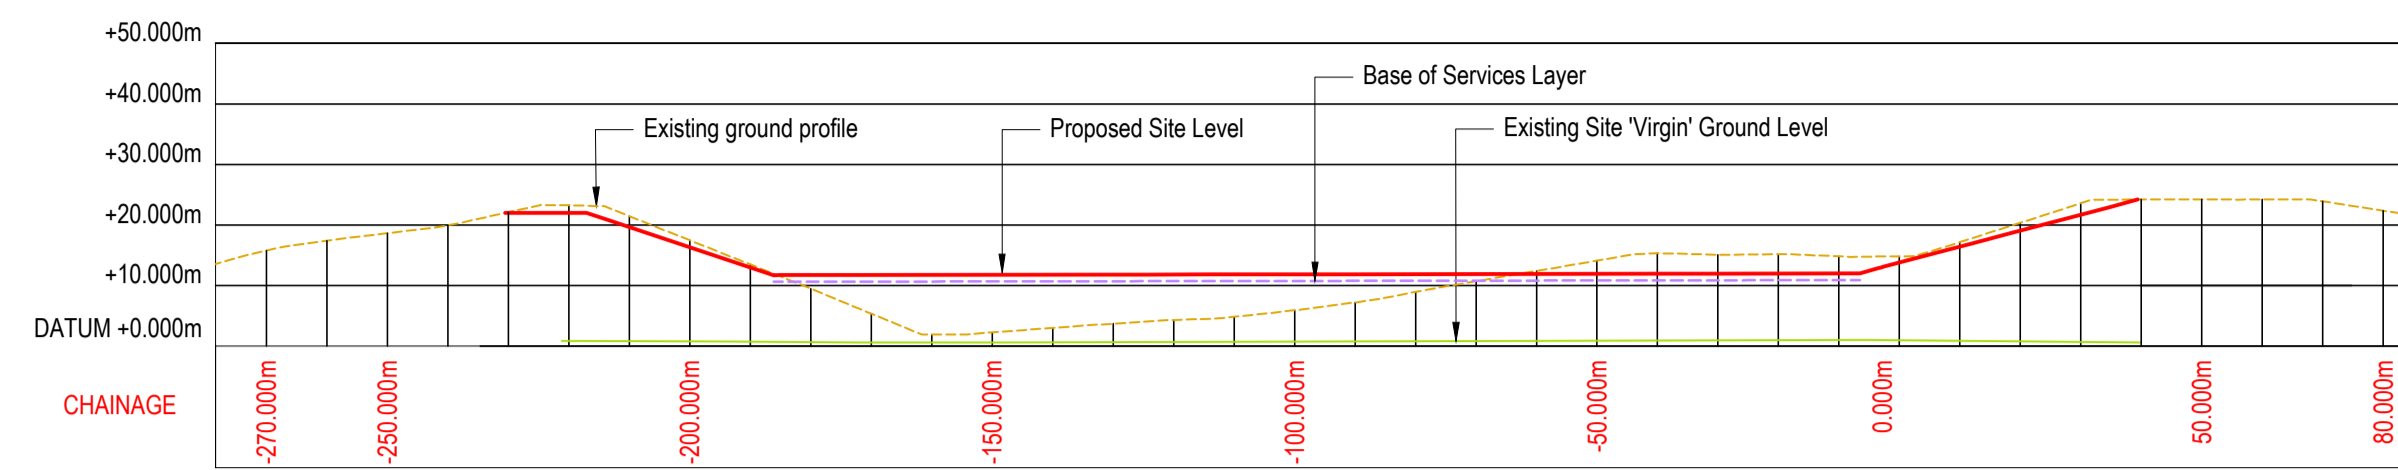 +50.000m
+40.000m
+30.000m
+20.000m
+10.000m
DATUM +0.000m
Base of Services Layer
Existing ground profile
Proposed Site Level
Existing Site 'Virgin' Ground Level
CHAINAGE
-270.000m
-250.000m
-200.000m
-150.000m
-100.000m
-50.000m
0.000m
50.000m
80.000m